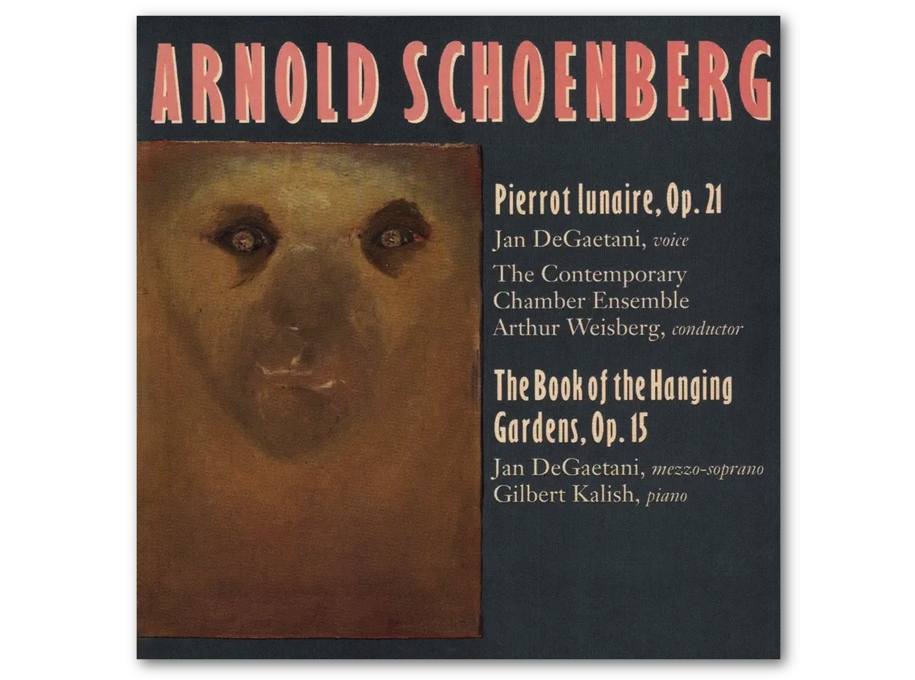 ARNOLD SCHOENBERG
Pierrot lunaire, Op. 21
Jan DeGaetani, voice
The Contemporary
Chamber Ensemble
Arthur Weisberg, conductor
The Book of the Hanging
Gardens, Op. 15
Jan DeGaetani, mezzo-soprano
Gilbert Kalish, piano